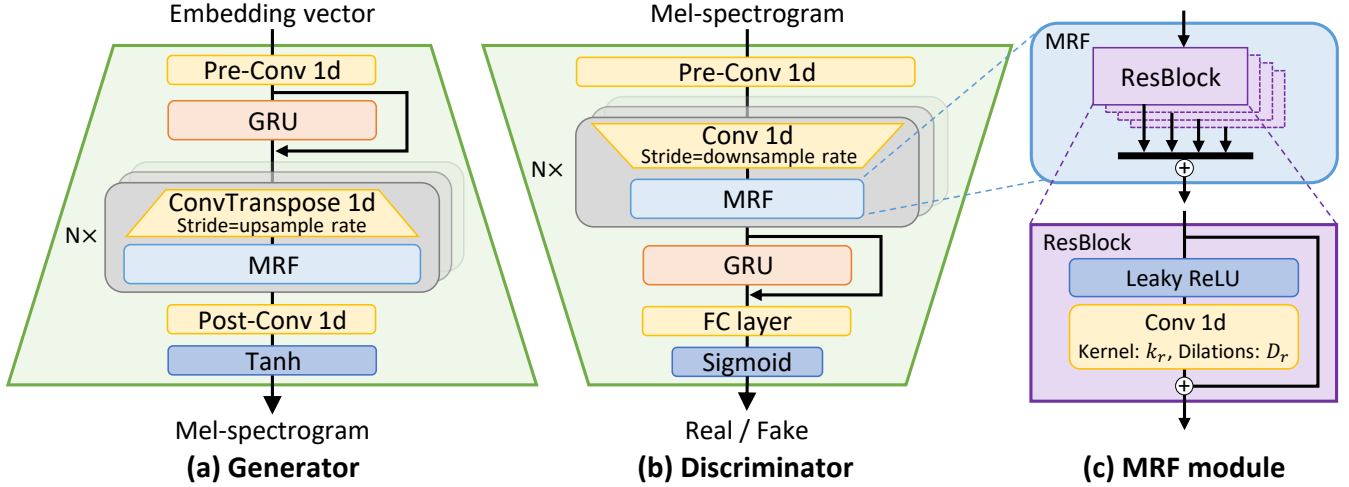 Embedding vector
Pre-Conv 1d
GRU
N×
ConvTranspose 1d
Stride=upsample rate
MRF
Post-Conv 1d
Tanh
Mel-spectrogram
(a) Generator
Mel-spectrogram
Pre-Conv 1d
N×
Conv 1d
Stride=downsample rate
MRF
GRU
FC layer
Sigmoid
Real / Fake
(b) Discriminator
MRF
ResBlock
+
ResBlock
Leaky ReLU
Conv 1d
Kernel: k_r, Dilations: D_r
+
(c) MRF module